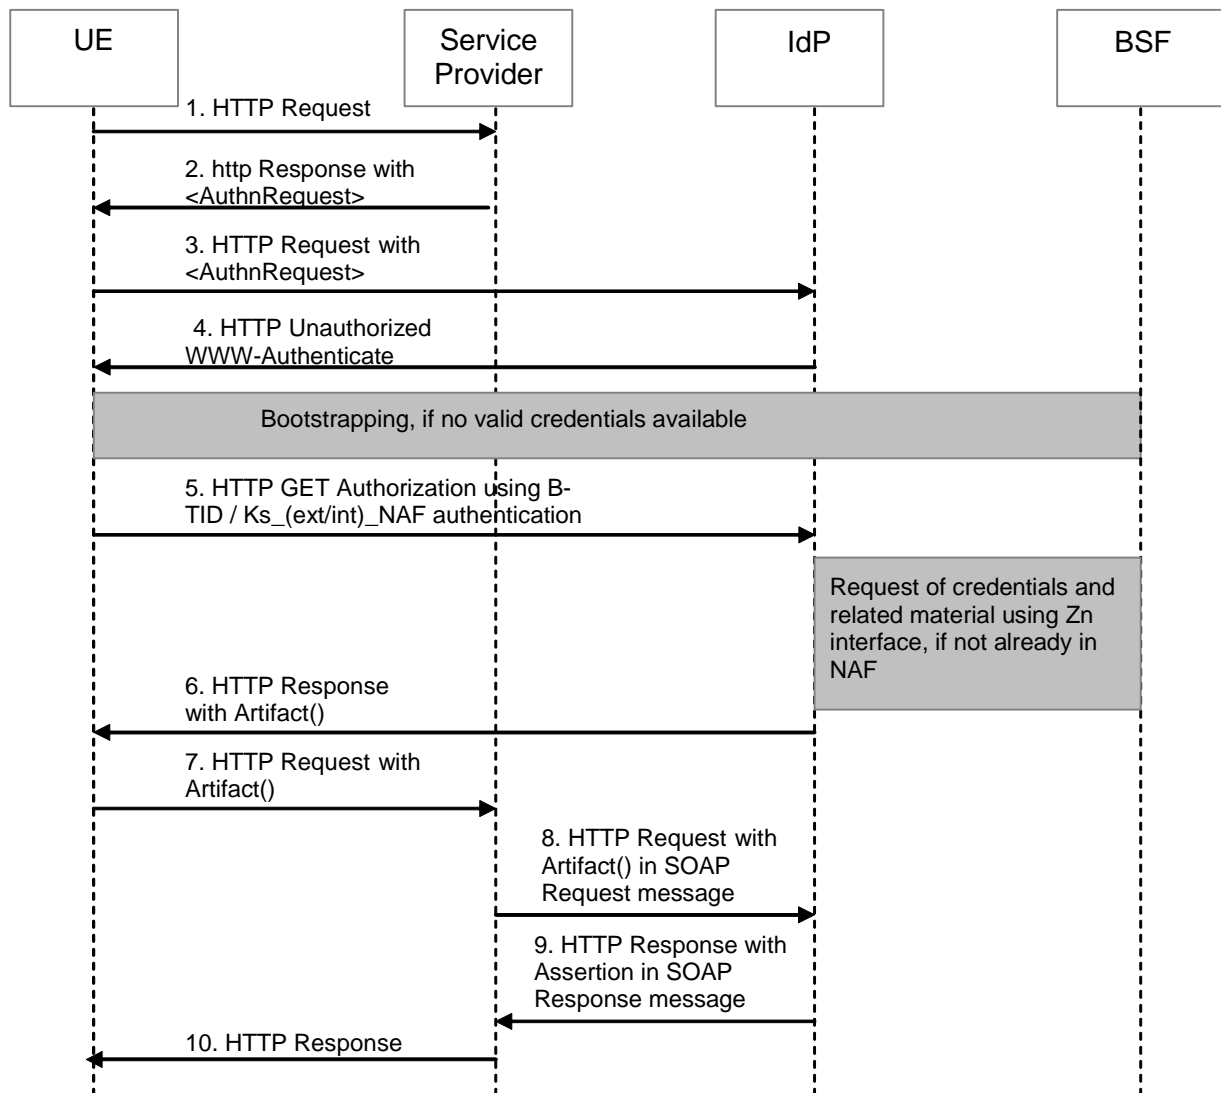 UE
Service
Provider
IdP
BSF
1. HTTP Request
2. http Response with
<AuthnRequest>
3. HTTP Request with
<AuthnRequest>
4. HTTP Unauthorized
WWW-Authenticate
Bootstrapping, if no valid credentials available
5. HTTP GET Authorization using B-
TID / Ks_(ext/int)_NAF authentication
Request of credentials and
related material using Zn
interface, if not already in
NAF
6. HTTP Response
with Artifact()
7. HTTP Request with
Artifact()
8. HTTP Request with
Artifact() in SOAP
Request message
9. HTTP Response with
Assertion in SOAP
Response message
10. HTTP Response